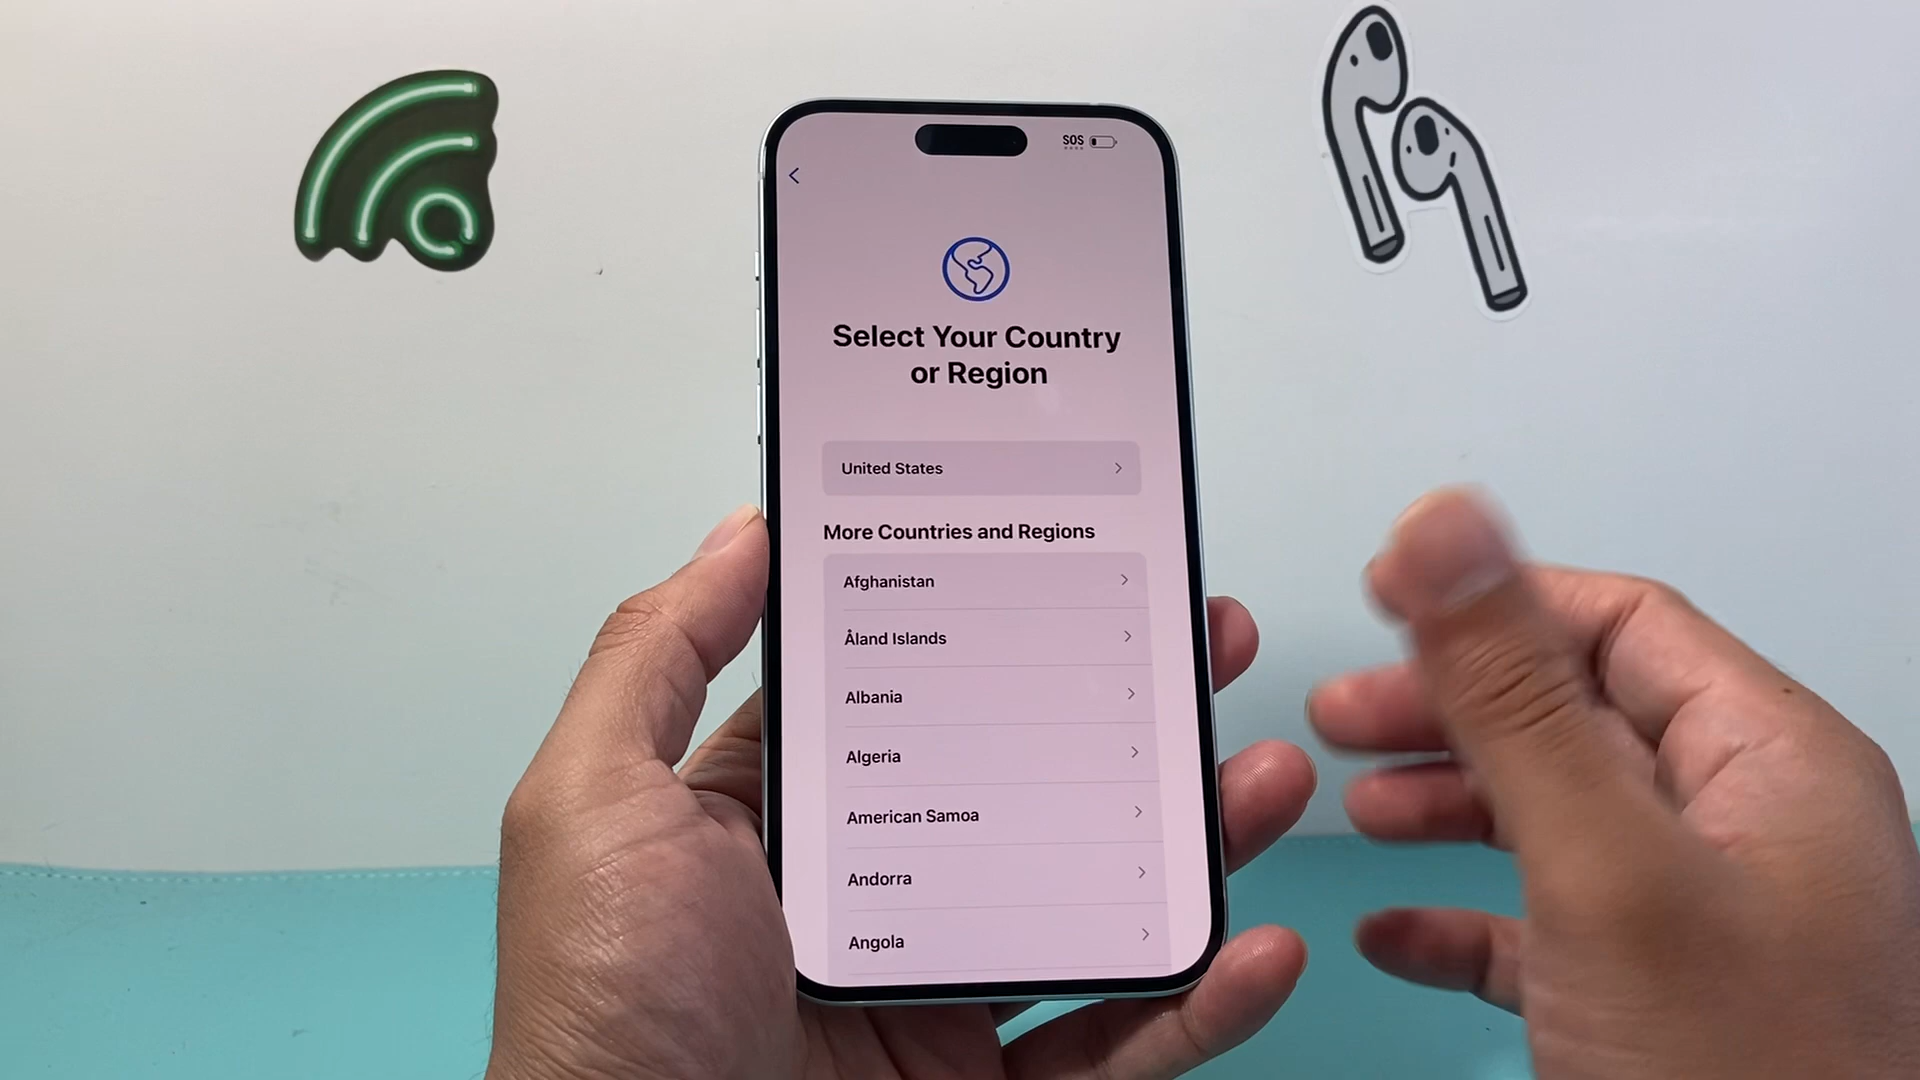 SOS
Select Your Country
or Region
United States
More Countries and Regions
Afghanistan
Åland Islands
Albania
Algeria
American Samoa
Andorra
Angola